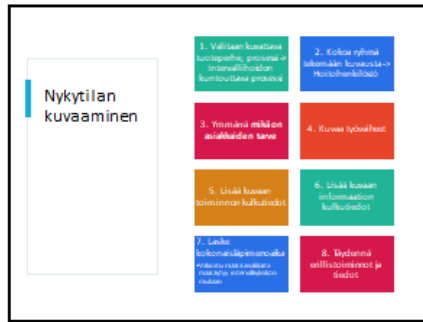 Nykytilan
kuvaaminen
1. Valitaan kuvattava
tuoteperhe, prosessi->
Intervallihoidon
kuntouttava prosessi
2. Kokoa ryhmä
tekemään kuvausta->
Hoitohenkilöstö
3. Ymmärrä mikä on
asiakkaiden tarve
4. Kuvaa työvaiheet
5. Lisää kuvaan
toiminnon kulkutiedot
6. Lisää kuvaan
informaation
kulkutiedot
7. Laske
kokonaisläpimenoaika
8. Täydennä
erillistoiminnot ja
tiedot